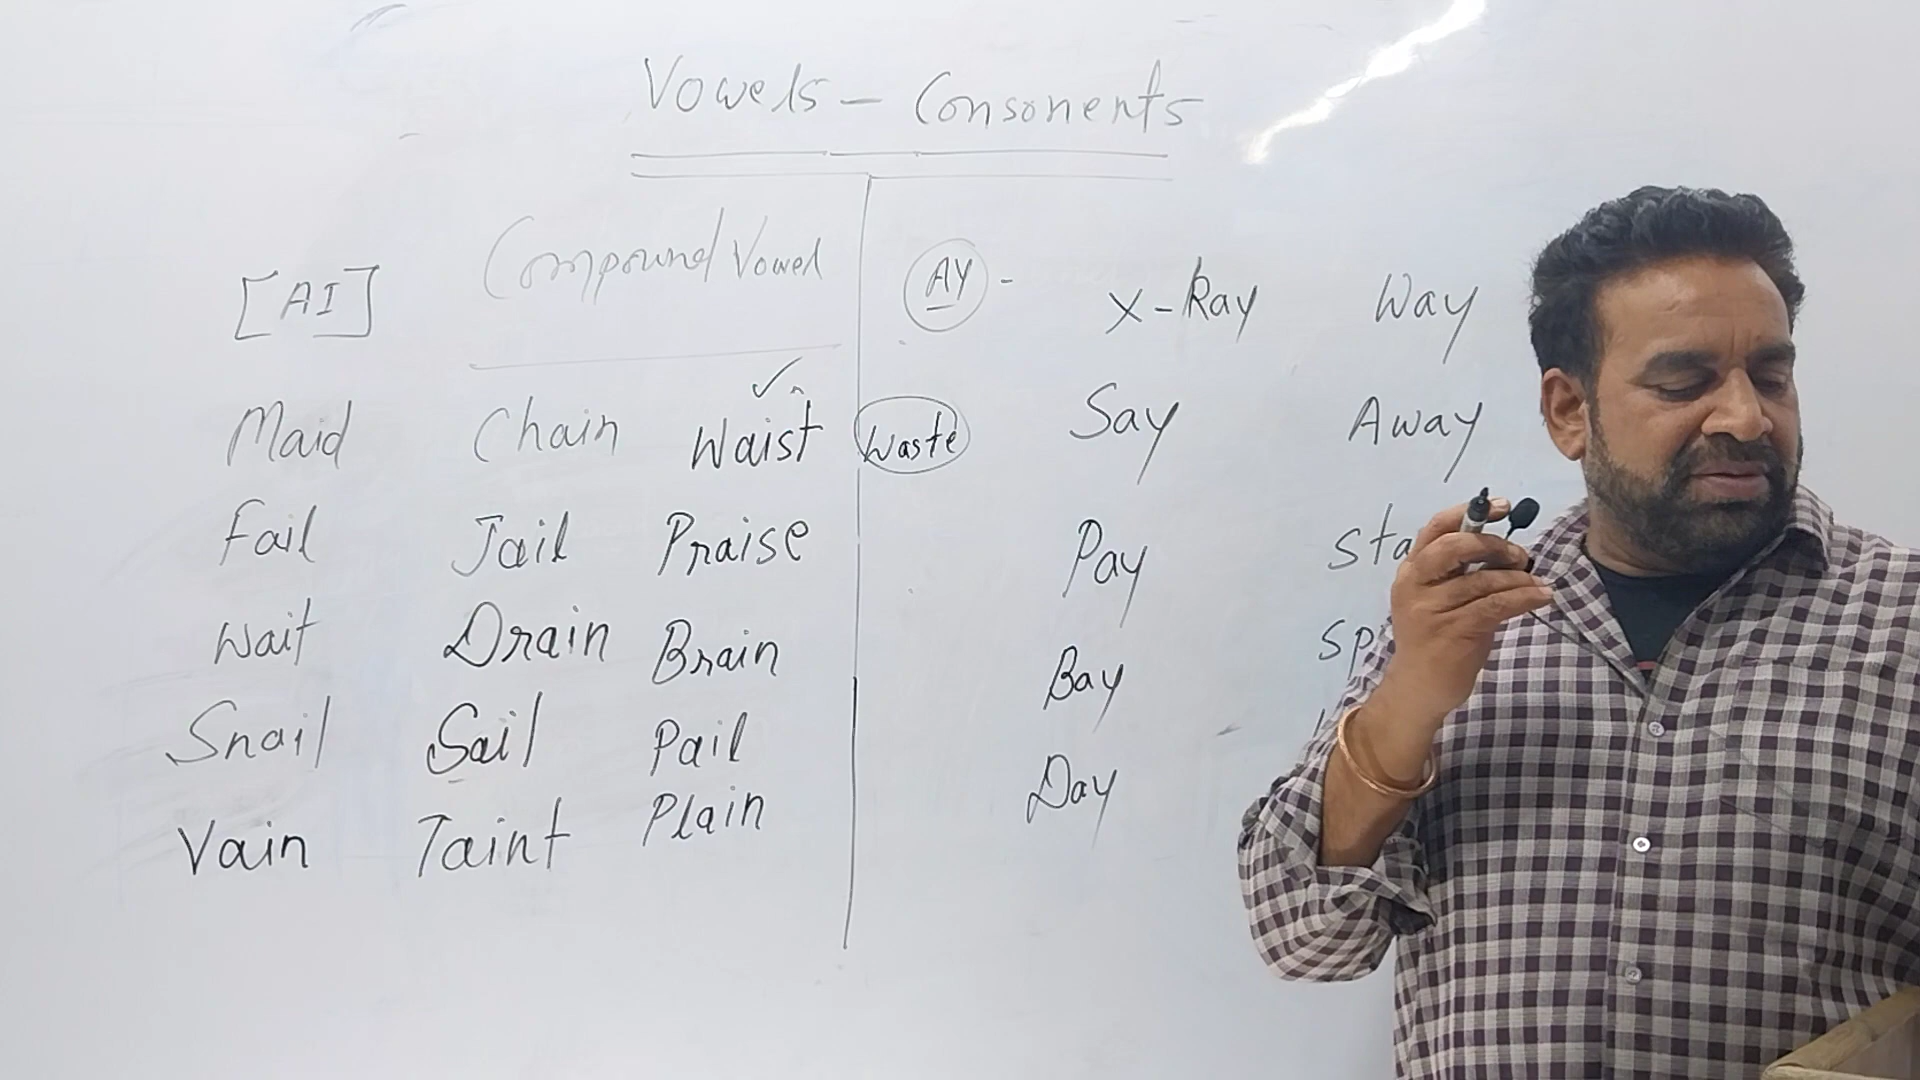 Vowels - Consonents
Compound Vowel
[AI]
AY - X-Ray Way
Maid Chain Waist Waste Say Away
Fail Jail Praise Pay
Wait Drain Brain Bay
Snail Sail Pail Day
Vain Taint Plain